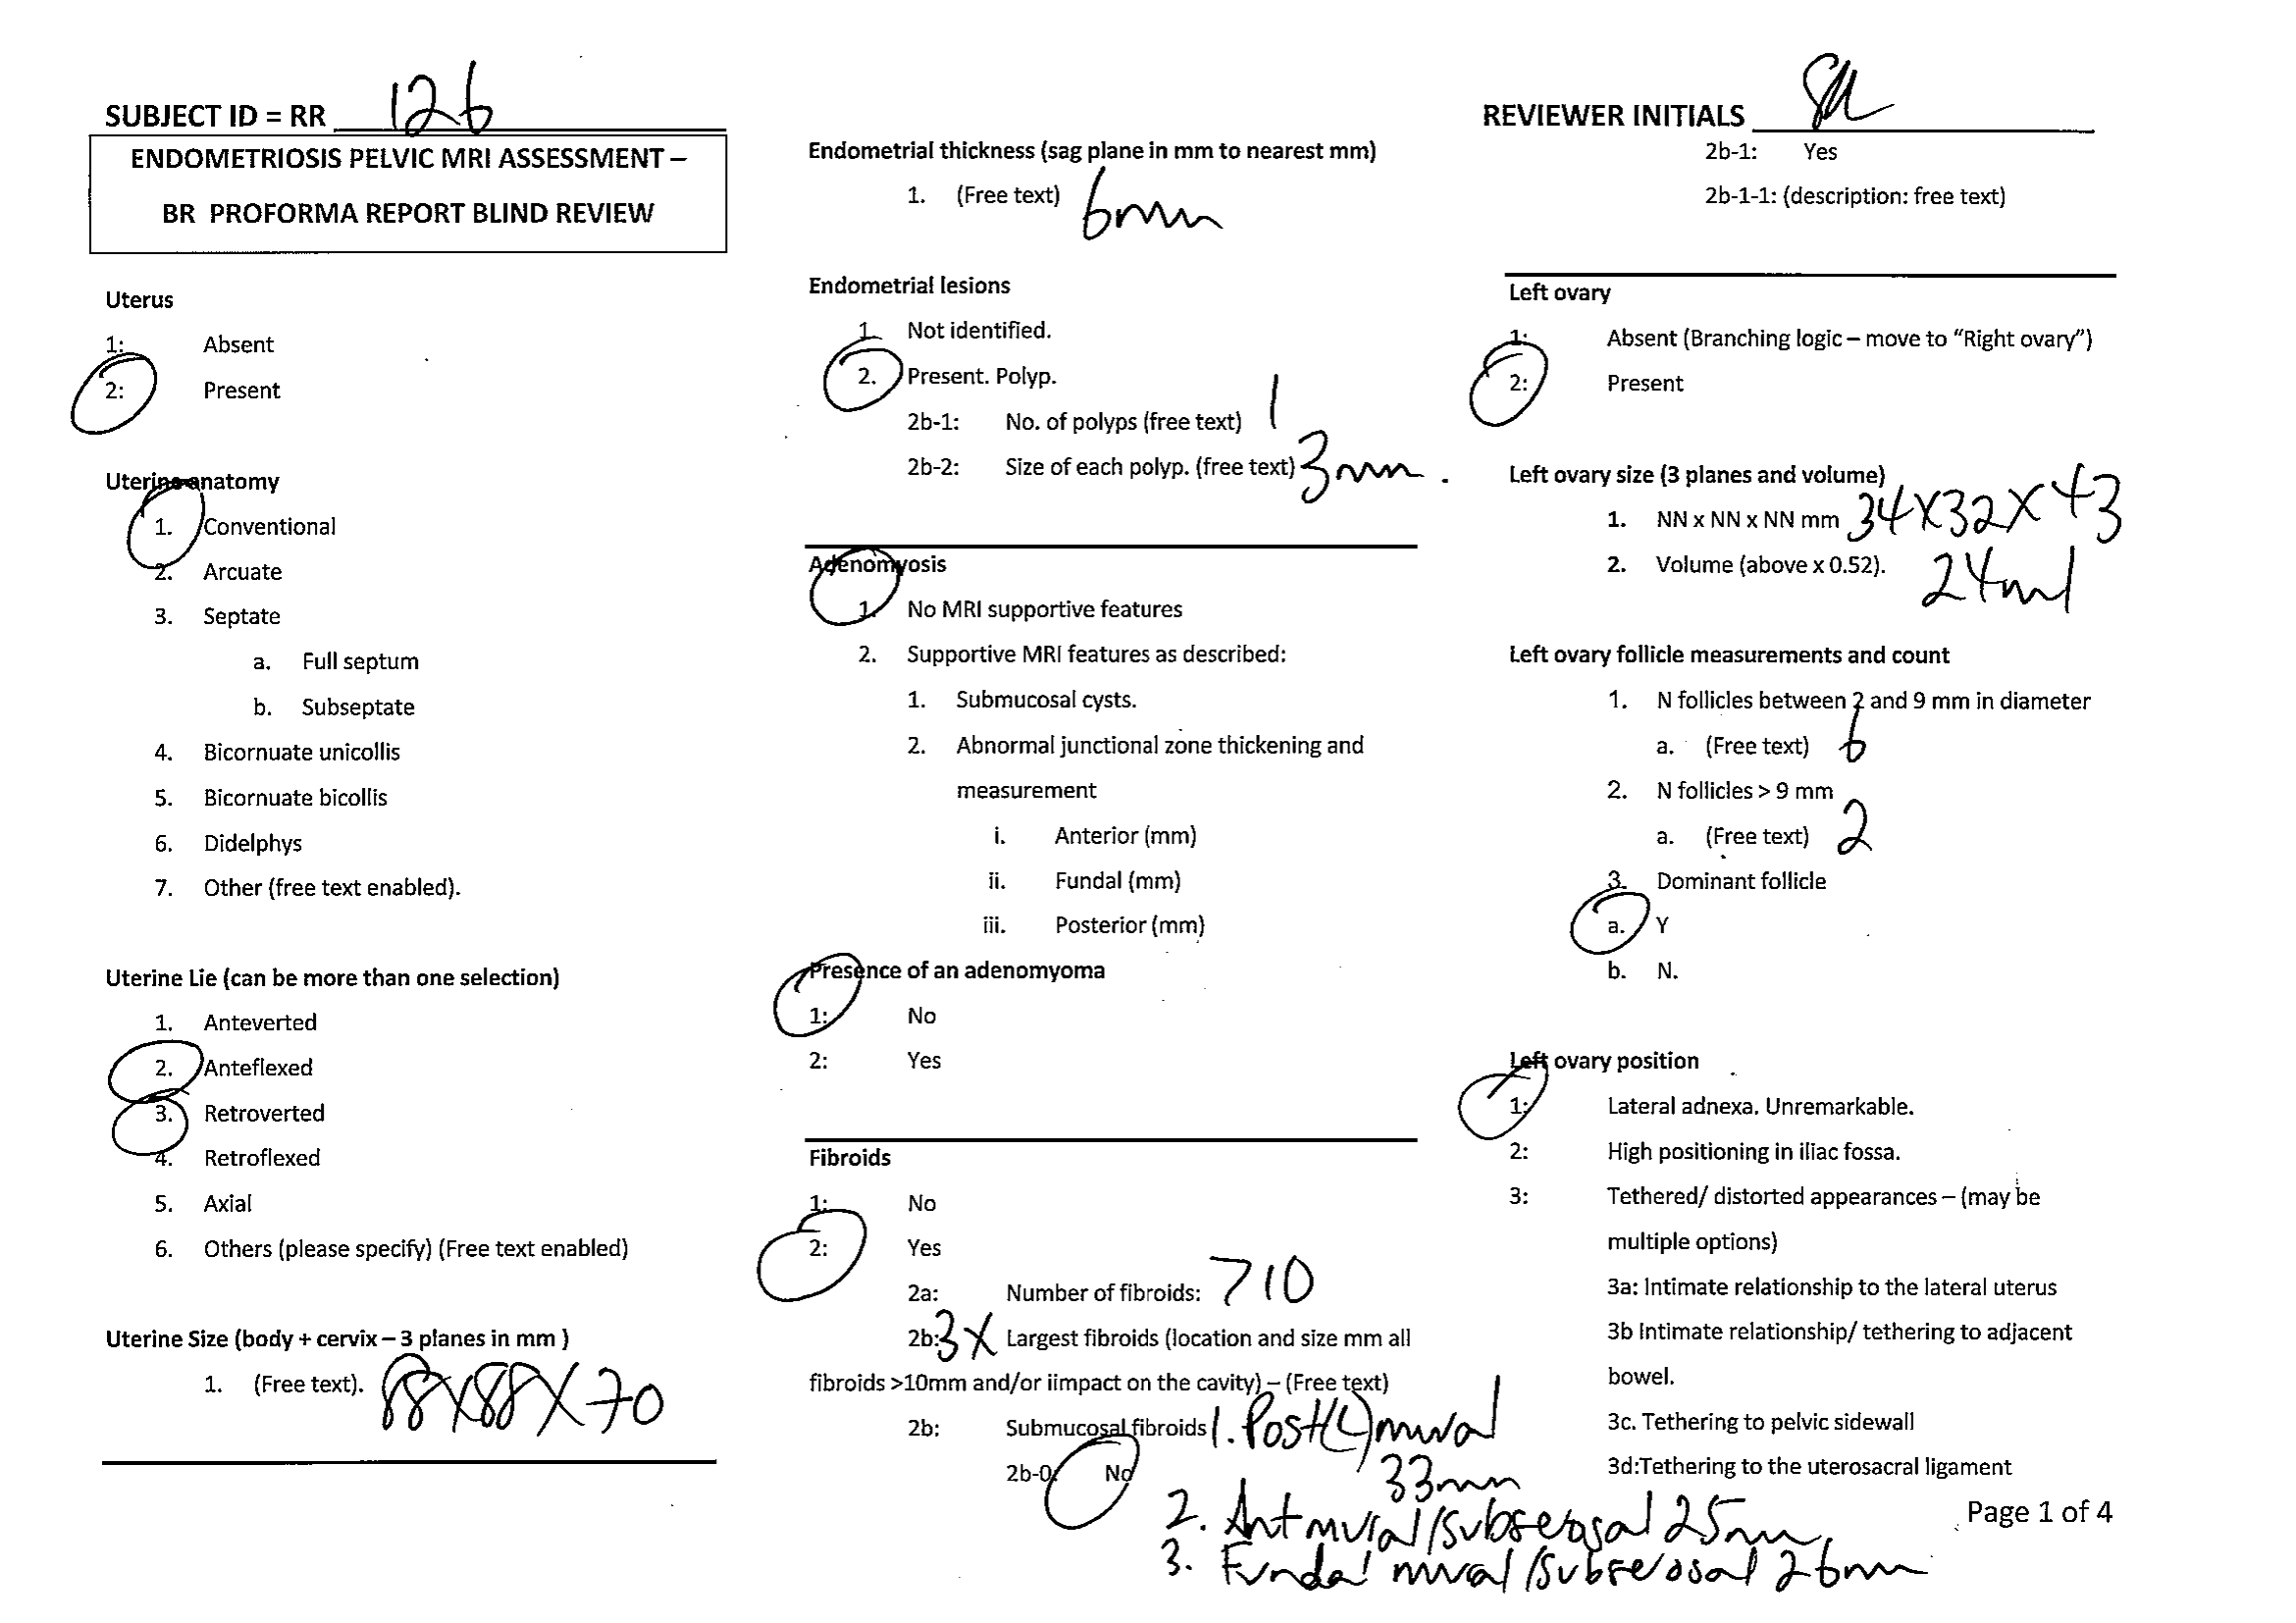 SUBJECT ID = RR 126
ENDOMETRIOSIS PELVIC MRI ASSESSMENT –
BR PROFORMA REPORT BLIND REVIEW
Uterus
1: Absent
2: Present
Uterine anatomy
1. Conventional
2. Arcuate
3. Septate
a. Full septum
b. Subseptate
4. Bicornuate unicollis
5. Bicornuate bicollis
6. Didelphys
7. Other (free text enabled).
Uterine Lie (can be more than one selection)
1. Anteverted
2. Anteflexed
3. Retroverted
4. Retroflexed
5. Axial
6. Others (please specify) (Free text enabled)
Uterine Size (body + cervix – 3 planes in mm )
1. (Free text). 88X88X70
Endometrial thickness (sag plane in mm to nearest mm)
1. (Free text) 6mm
Endometrial lesions
1. Not identified.
2. Present. Polyp.
2b-1: No. of polyps (free text) 1
2b-2: Size of each polyp. (free text) 3mm.
Adenomyosis
1. No MRI supportive features
2. Supportive MRI features as described:
1. Submucosal cysts.
2. Abnormal junctional zone thickening and
measurement
i. Anterior (mm)
ii. Fundal (mm)
iii. Posterior (mm)
Presence of an adenomyoma
1: No
2: Yes
Fibroids
1: No
2: Yes
2a: Number of fibroids: >10
2b: 3X Largest fibroids (location and size mm all
fibroids >10mm and/or iimpact on the cavity) – (Free text)
2b: Submucosal fibroids 1. Post(L) mural
2b-0: No 33mm
2. Ant mural/subserosal 25mm
3. Fundal mural/subserosal 26mm
REVIEWER INITIALS
2b-1: Yes
2b-1-1: (description: free text)
Left ovary
1: Absent (Branching logic – move to “Right ovary”)
2: Present
Left ovary size (3 planes and volume)
1. NN x NN x NN mm 34X32X43
2. Volume (above x 0.52). 24ml
Left ovary follicle measurements and count
1. N follicles between 2 and 9 mm in diameter
a. (Free text) 6
2. N follicles > 9 mm
a. (Free text) 2
3. Dominant follicle
a. Y
b. N.
Left ovary position
1: Lateral adnexa. Unremarkable.
2: High positioning in iliac fossa.
3: Tethered/ distorted appearances – (may be
multiple options)
3a: Intimate relationship to the lateral uterus
3b Intimate relationship/ tethering to adjacent
bowel.
3c. Tethering to pelvic sidewall
3d:Tethering to the uterosacral ligament
Page 1 of 4